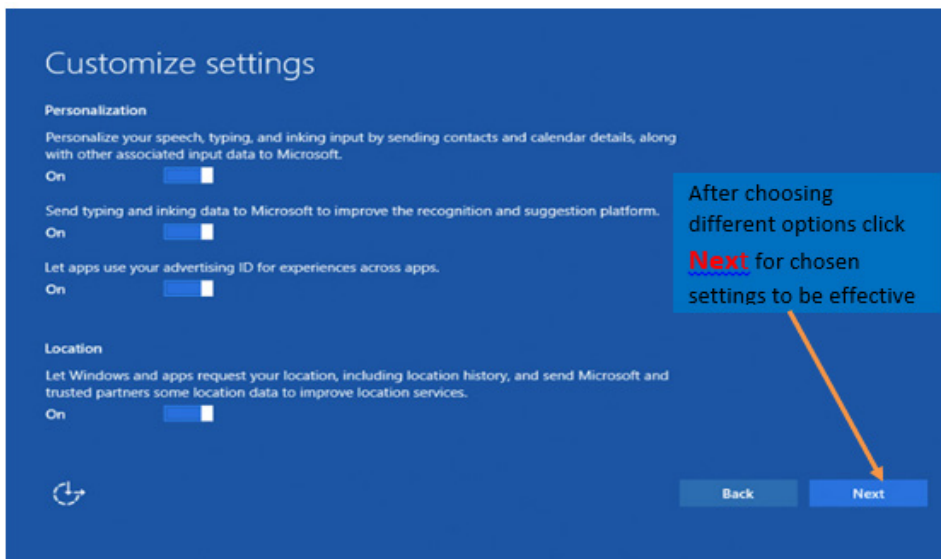 Customize settings
Personalization
Personalize your speech, typing, and inking input by sending contacts and calendar details, along
with other associated input data to Microsoft.
On
Send typing and inking data to Microsoft to improve the recognition and suggestion platform.
On
Let apps use your advertising ID for experiences across apps.
On
Location
Let Windows and apps request your location, including location history, and send Microsoft and
trusted partners some location data to improve location services.
On
After choosing
different options click
Next for chosen
settings to be effective
Back
Next